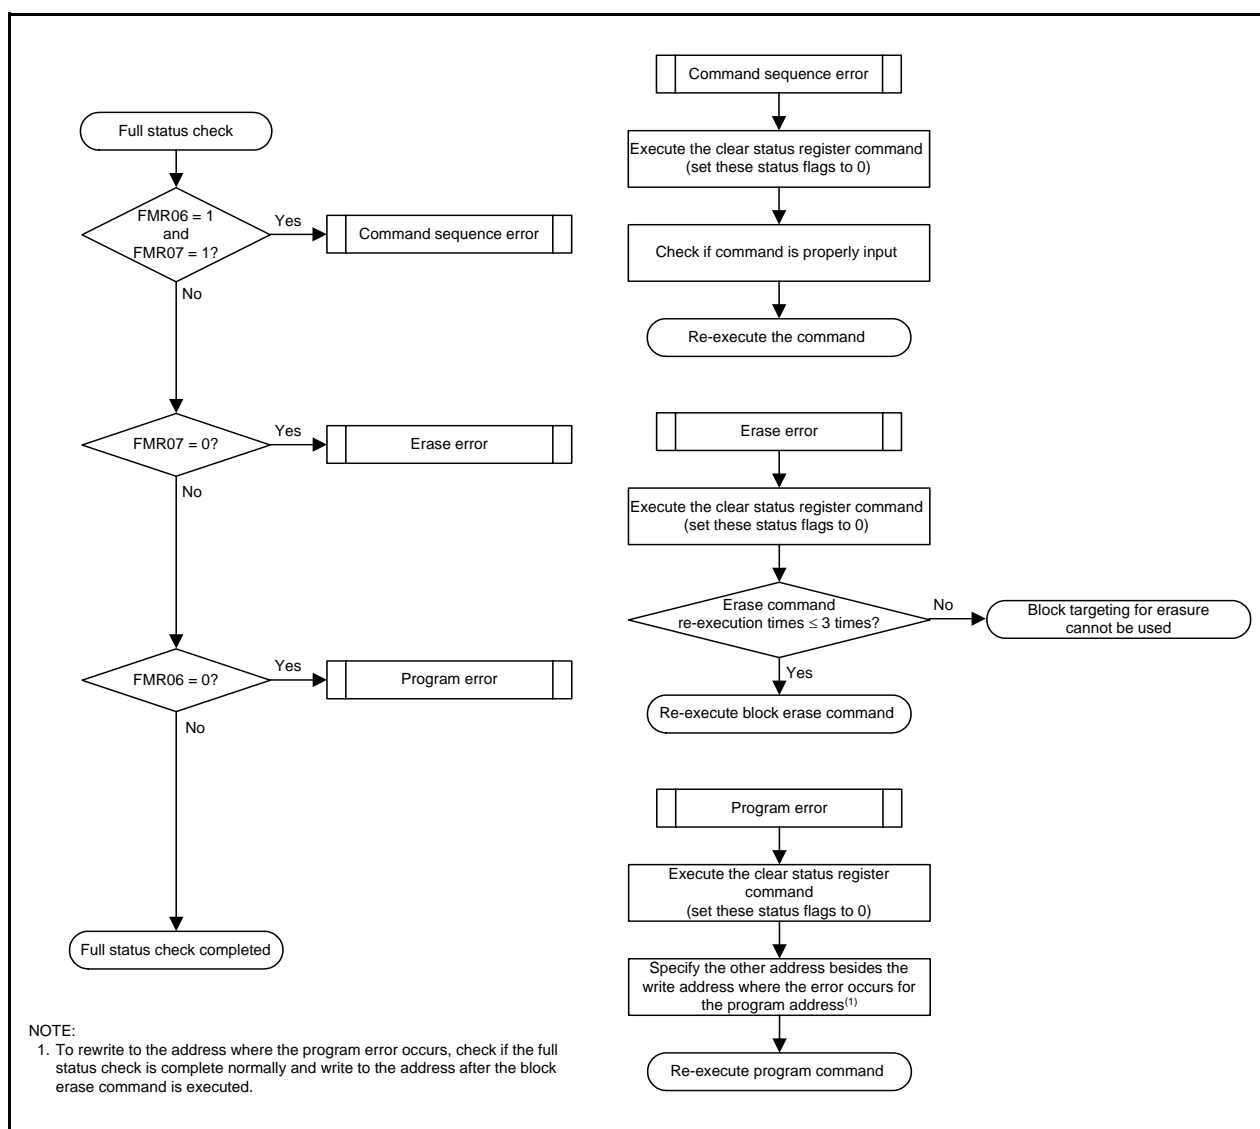 Full status check
FMR06 = 1
and
FMR07 = 1?
Yes
Command sequence error
No
FMR07 = 0?
Yes
Erase error
No
FMR06 = 0?
Yes
Program error
No
Full status check completed
Command sequence error
Execute the clear status register command
(set these status flags to 0)
Check if command is properly input
Re-execute the command
Erase error
Execute the clear status register command
(set these status flags to 0)
Erase command
re-execution times ≤ 3 times?
No
Block targeting for erasure
cannot be used
Yes
Re-execute block erase command
Program error
Execute the clear status register
command
(set these status flags to 0)
Specify the other address besides the
write address where the error occurs for
the program address(1)
Re-execute program command
NOTE:
1. To rewrite to the address where the program error occurs, check if the full
status check is complete normally and write to the address after the block
erase command is executed.